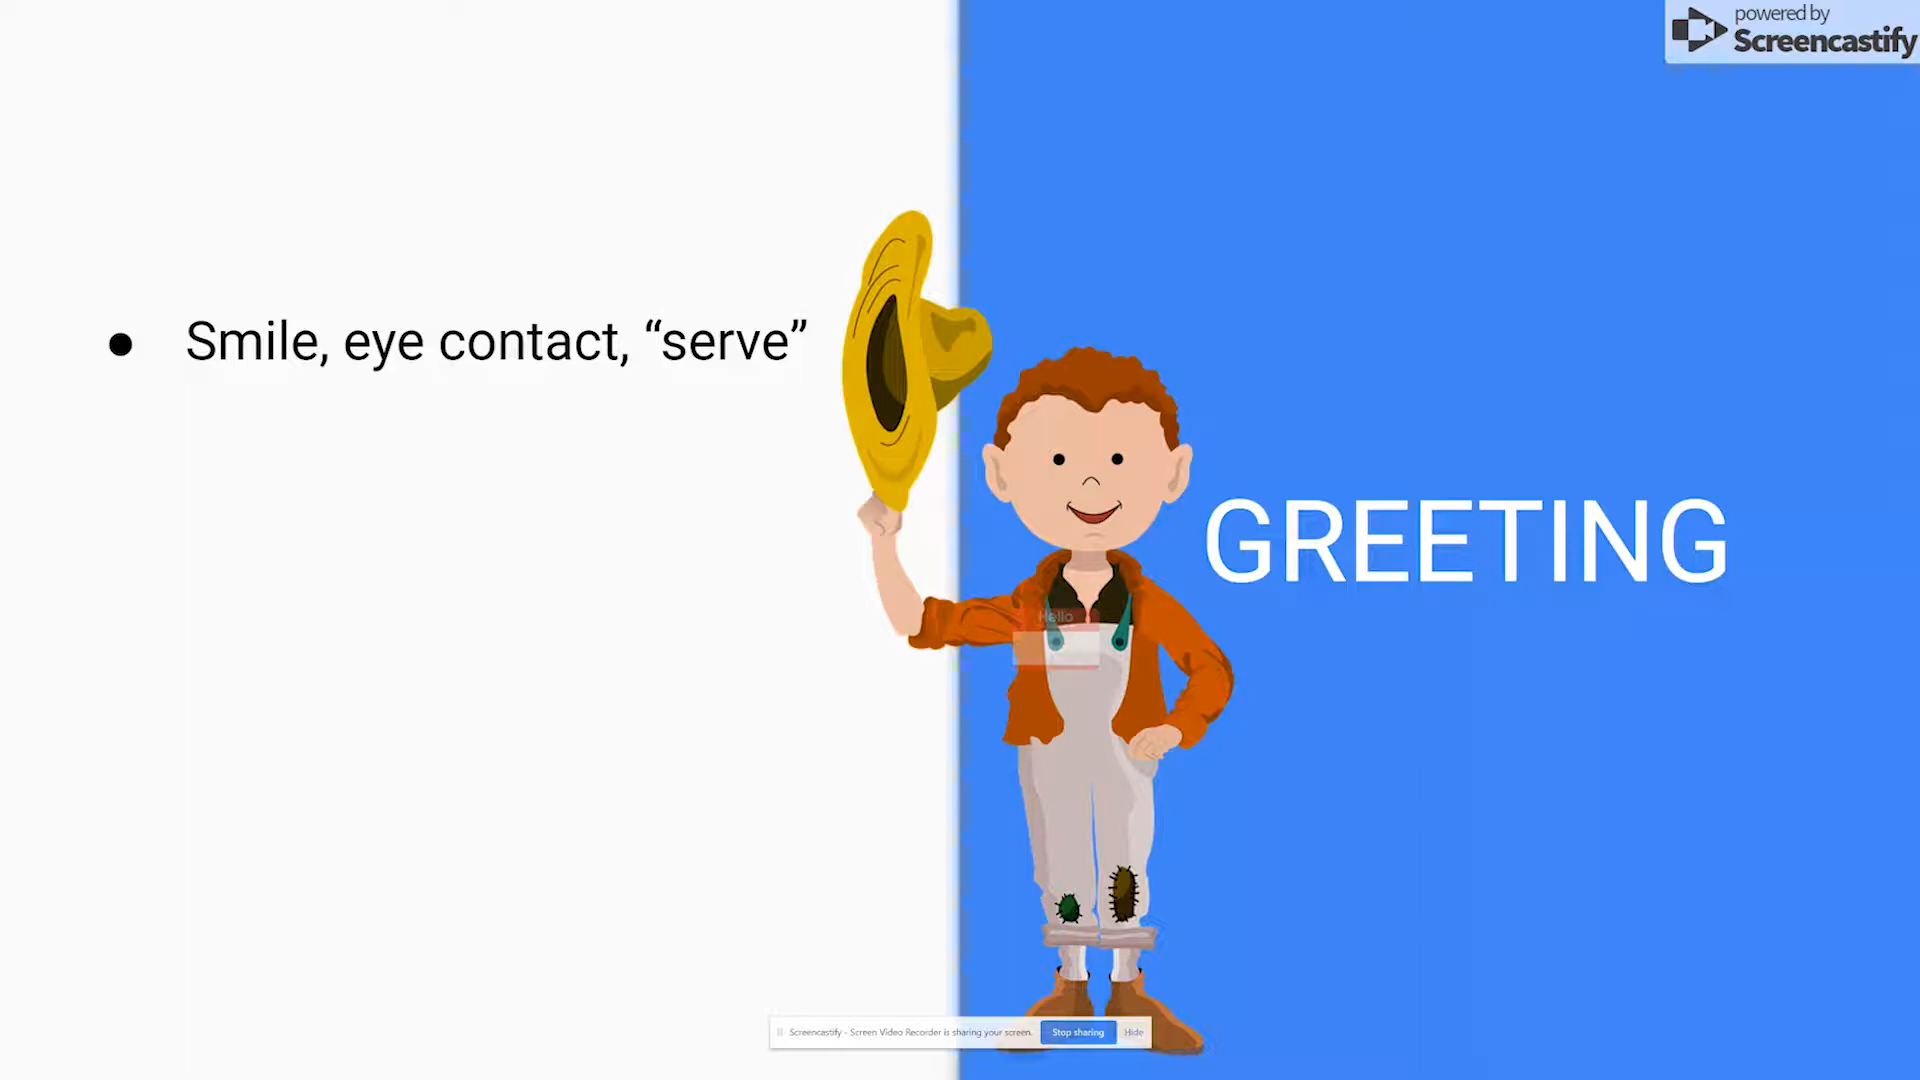 powered by
Screencastify
● Smile, eye contact, “serve”
GREETING
Hello
Screencastify - Screen Video Recorder is sharing your screen. Stop sharing Hide